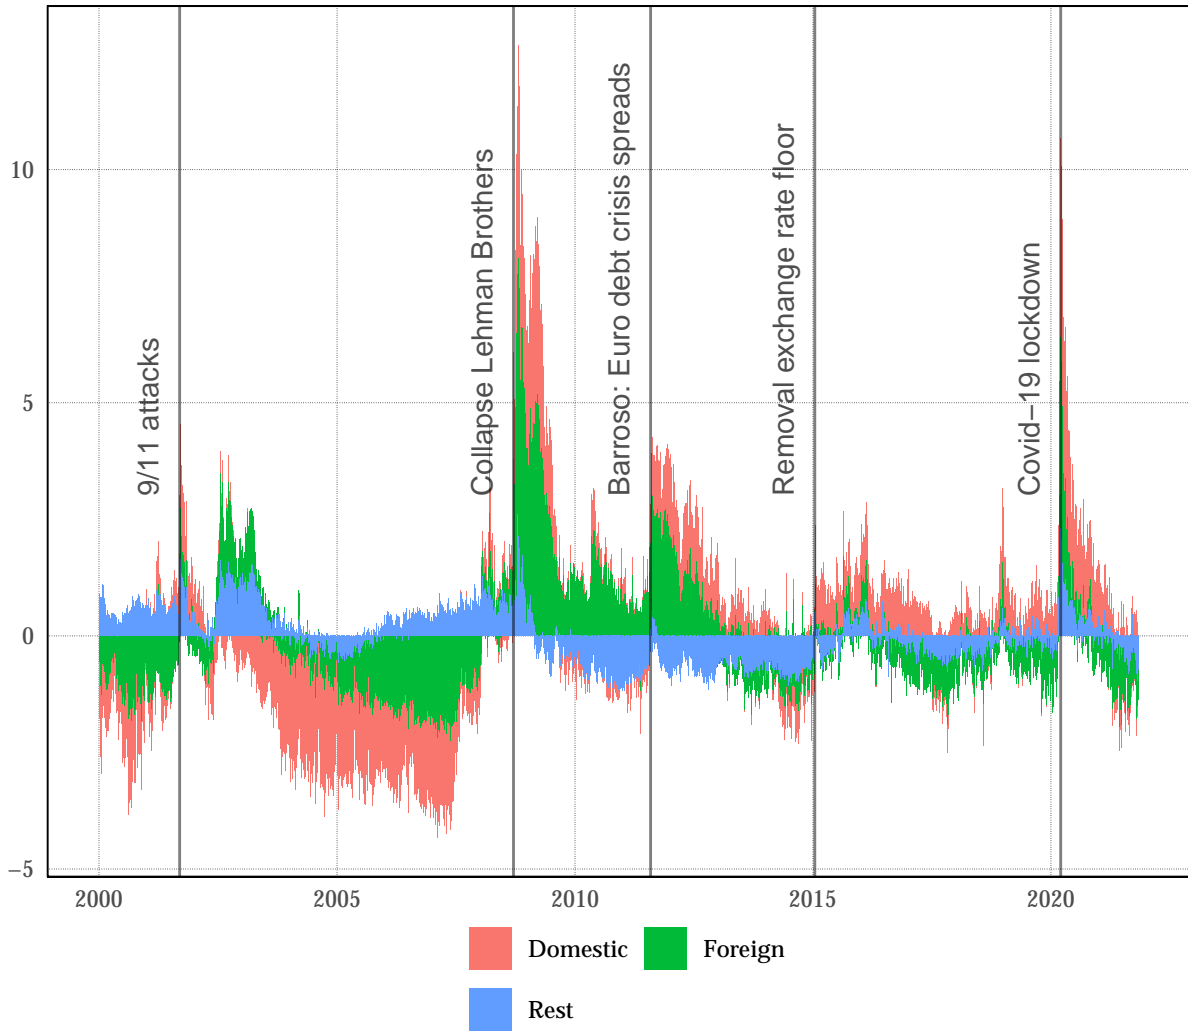 10
5
0
−5
9/11 attacks
Collapse Lehman Brothers
Barroso: Euro debt crisis spreads
Removal exchange rate floor
Covid−19 lockdown
2000
2005
2010
2015
2020
Domestic
Foreign
Rest